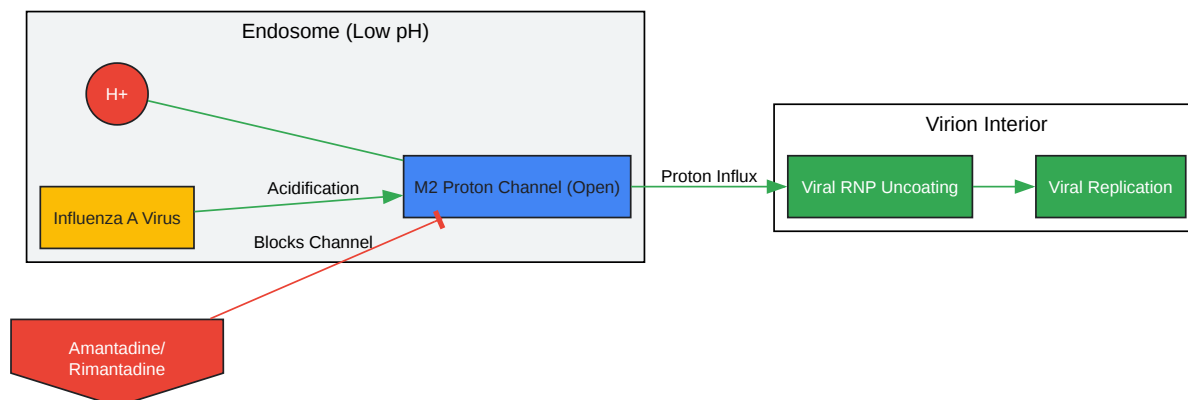 Endosome (Low pH)
H+
Influenza A Virus
Acidification
M2 Proton Channel (Open)
Blocks Channel
Amantadine/
Rimantadine
Proton Influx
Virion Interior
Viral RNP Uncoating
Viral Replication